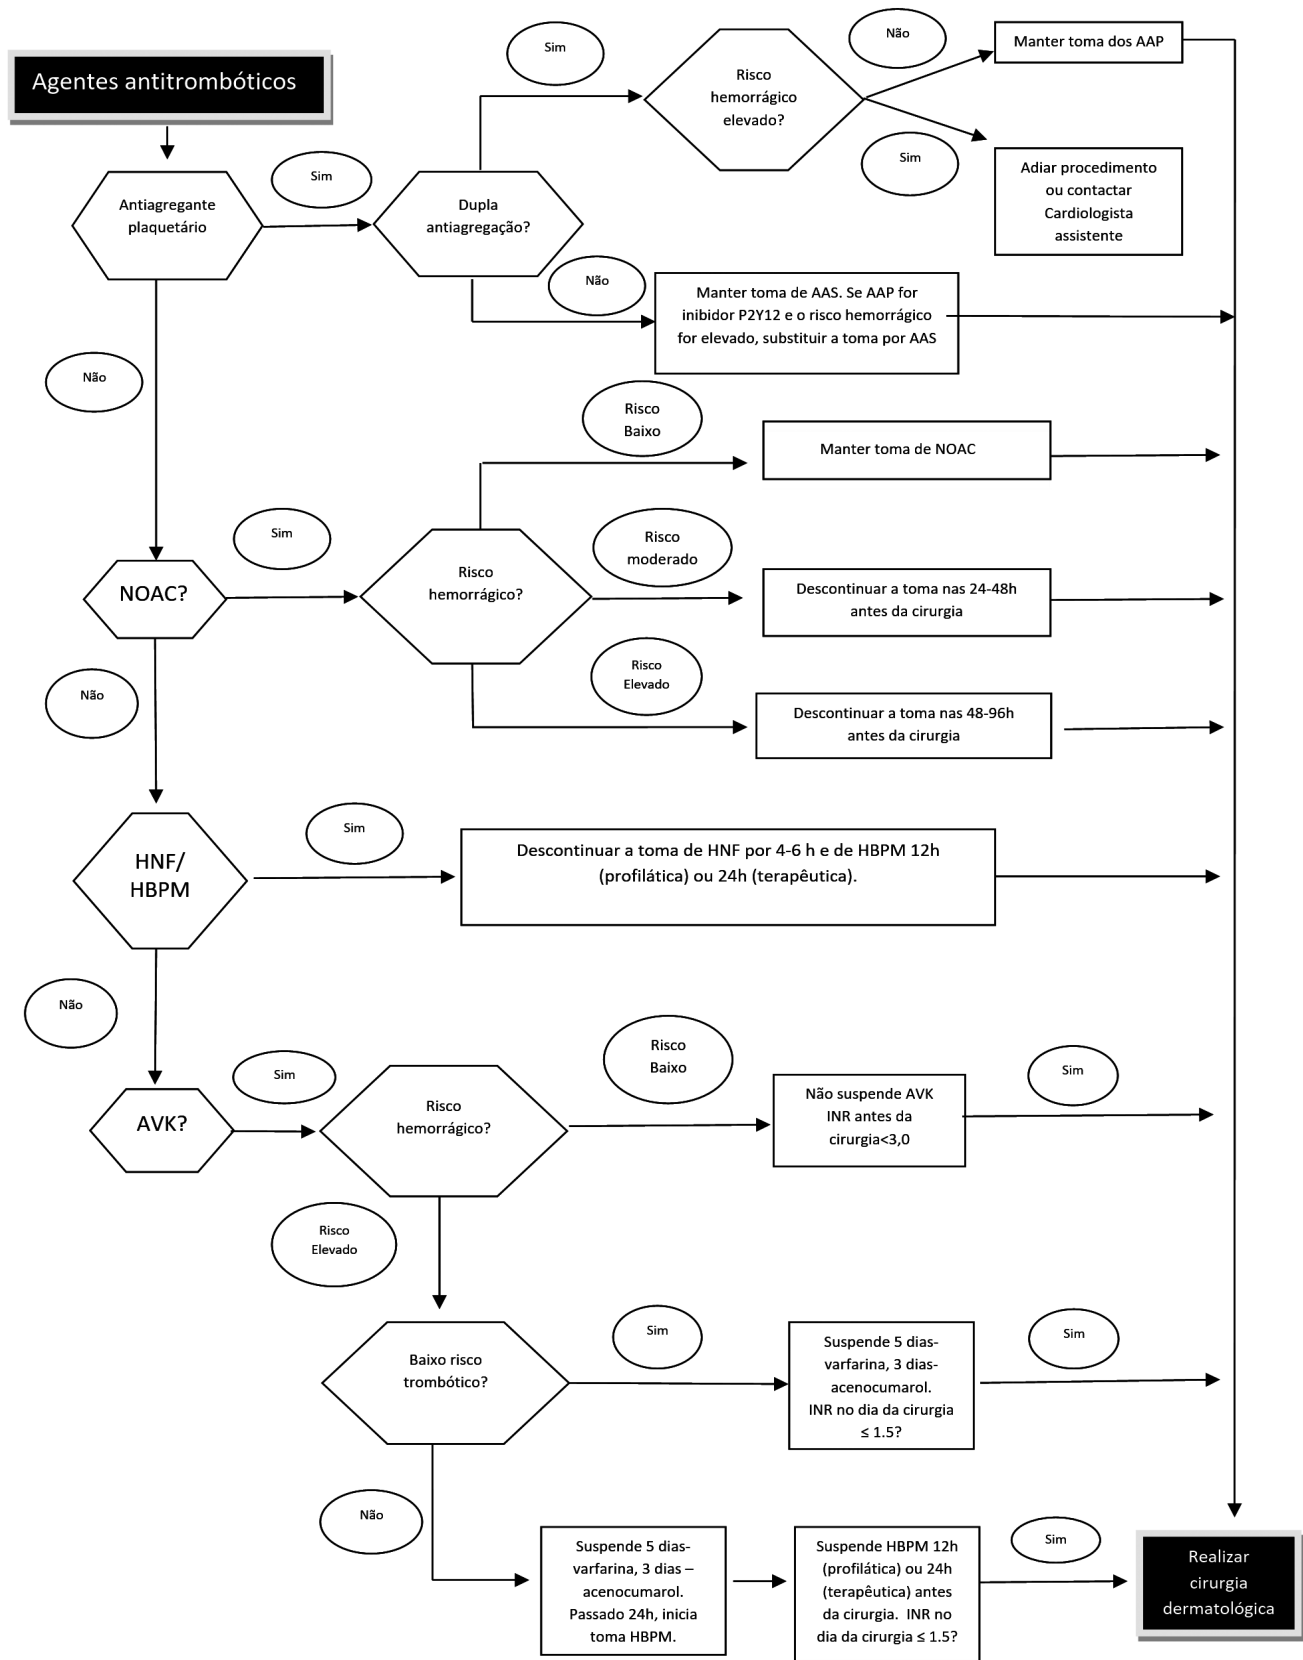 Agentes antitrombóticos
Sim
Risco
hemorrágico
elevado?
Não
Manter toma dos AAP
Sim
Adiar procedimento
ou contactar
Cardiologista
assistente
Antiagregante
plaquetário
Sim
Dupla
antiagregação?
Não
Manter toma de AAS. Se AAP for
inibidor P2Y12 e o risco hemorrágico
for elevado, substituir a toma por AAS
Não
Risco
Baixo
Manter toma de NOAC
NOAC?
Sim
Risco
hemorrágico?
Risco
moderado
Descontinuar a toma nas 24-48h
antes da cirurgia
Risco
Elevado
Descontinuar a toma nas 48-96h
antes da cirurgia
Não
HNF/
HBPM
Sim
Descontinuar a toma de HNF por 4-6 h e de HBPM 12h
(profilática) ou 24h (terapêutica).
Não
AVK?
Sim
Risco
hemorrágico?
Risco
Baixo
Não suspende AVK
INR antes da
cirurgia<3,0
Sim
Risco
Elevado
Baixo risco
trombótico?
Sim
Suspende 5 dias-
varfarina, 3 dias-
acenocumarol.
INR no dia da cirurgia
≤ 1.5?
Sim
Não
Suspende 5 dias-
varfarina, 3 dias –
acenocumarol.
Passado 24h, inicia
toma HBPM.
Suspende HBPM 12h
(profilática) ou 24h
(terapêutica) antes
da cirurgia. INR no
dia da cirurgia ≤ 1.5?
Sim
Realizar
cirurgia
dermatológica